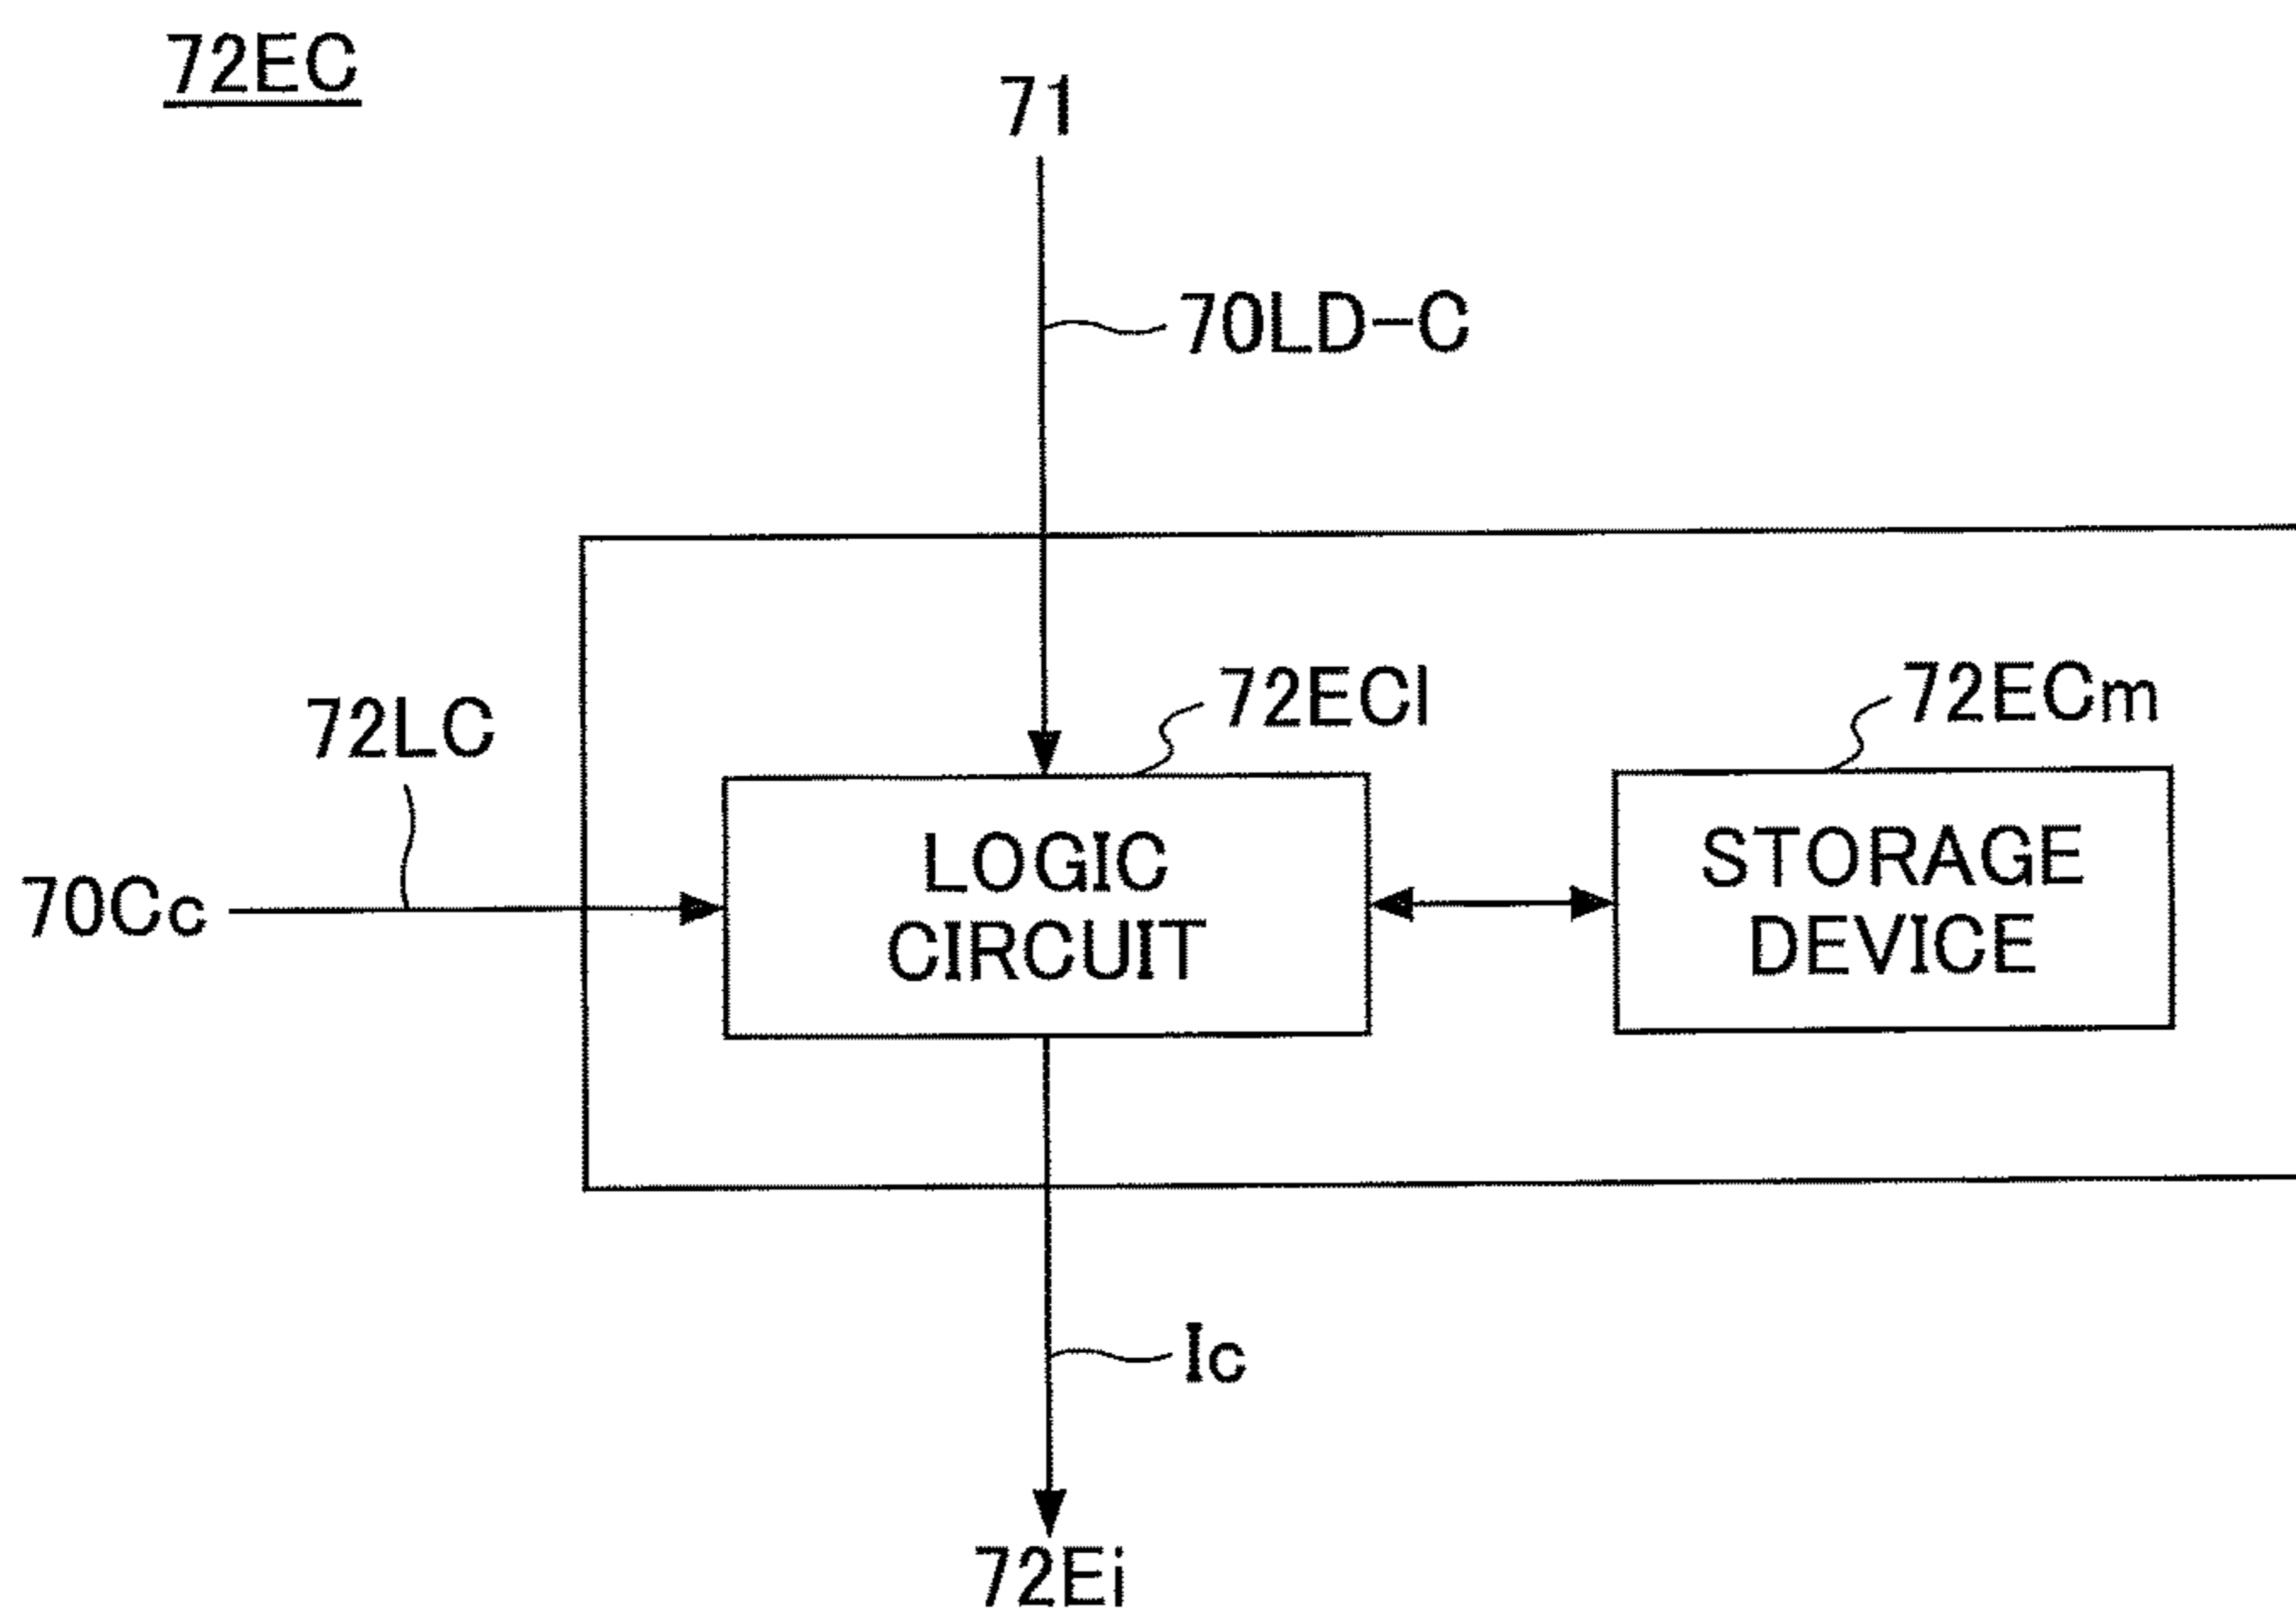 72EC
71
70LD-C
72LC
72ECl
72ECm
70Cc
LOGIC
CIRCUIT
STORAGE
DEVICE
Ic
72Ei